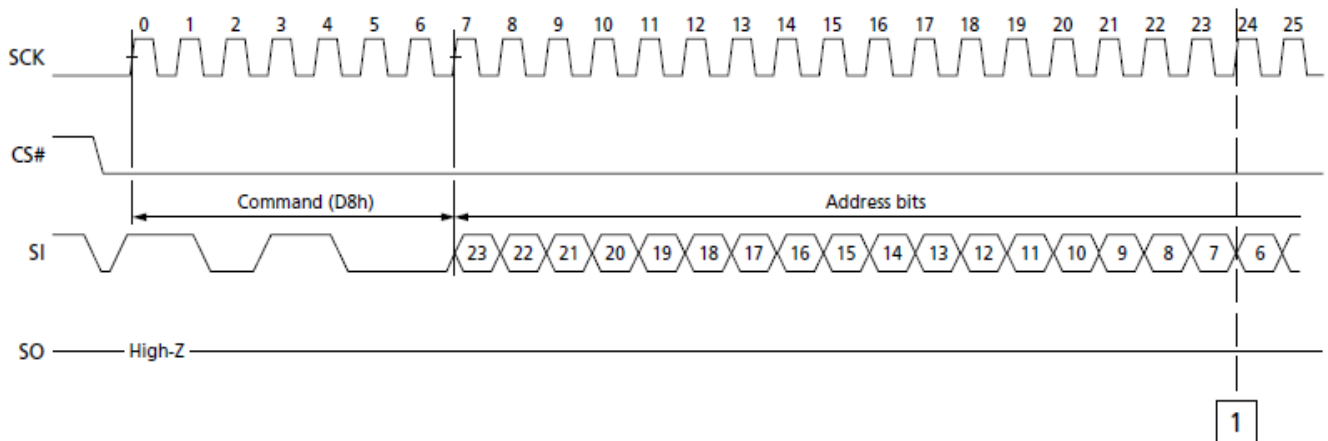 0 1 2 3 4 5 6 7 8 9 10 11 12 13 14 15 16 17 18 19 20 21 22 23 24 25
SCK
CS#
Command (D8h) Address bits
SI 23 22 21 20 19 18 17 16 15 14 13 12 11 10 9 8 7 6
SO High-Z
1